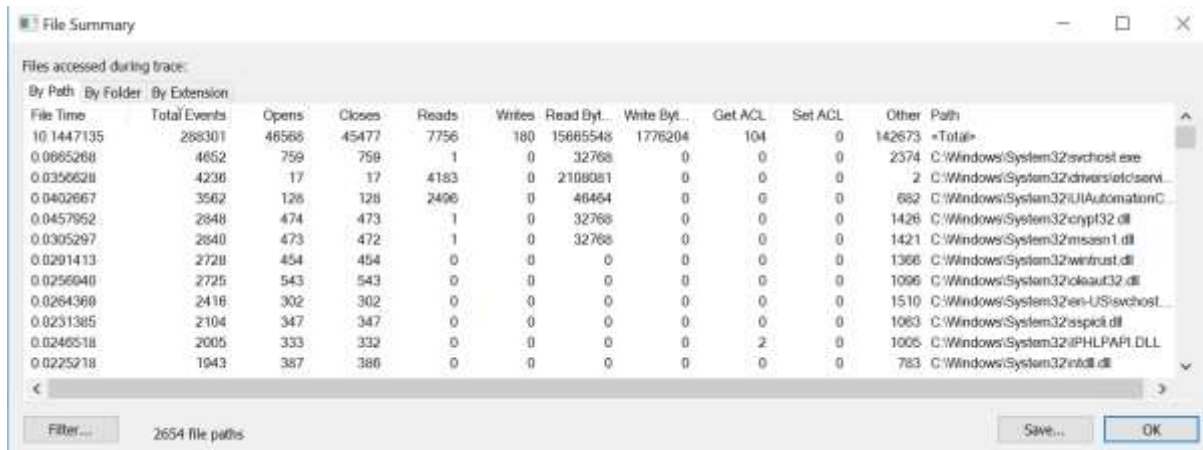 File Summary
Files accessed during trace:
By Path By Folder By Extension
File Time Total Events Opens Closes Reads Writes Read Byt... Write Byt... Get ACL Set ACL Other Path
10.1447135 288301 46568 45477 7756 180 15665548 1776204 104 0 142673 <Total>
0.0665268 4652 759 759 1 0 32768 0 0 0 2374 C:\Windows\System32\svchost.exe
0.0356628 4236 17 17 4183 0 2108081 0 0 0 2 C:\Windows\System32\drivers\etc\servi...
0.0402667 3562 128 128 2496 0 46464 0 0 0 682 C:\Windows\System32\UIAutomationC...
0.0457952 2848 474 473 1 0 32768 0 0 0 1426 C:\Windows\System32\crypt32.dll
0.0305297 2840 473 472 1 0 32768 0 0 0 1421 C:\Windows\System32\msasn1.dll
0.0291413 2728 454 454 0 0 0 0 0 0 1366 C:\Windows\System32\wintrust.dll
0.0256940 2725 543 543 0 0 0 0 0 0 1096 C:\Windows\System32\oleaut32.dll
0.0264369 2416 302 302 0 0 0 0 0 0 1510 C:\Windows\System32\en-US\svchost...
0.0231385 2104 347 347 0 0 0 0 0 0 1063 C:\Windows\System32\sspicli.dll
0.0246518 2005 333 332 0 0 0 0 2 0 1005 C:\Windows\System32\IPHLPAPI.DLL
0.0225218 1943 387 386 0 0 0 0 0 0 783 C:\Windows\System32\ntdll.dll
Filter... 2654 file paths Save... OK